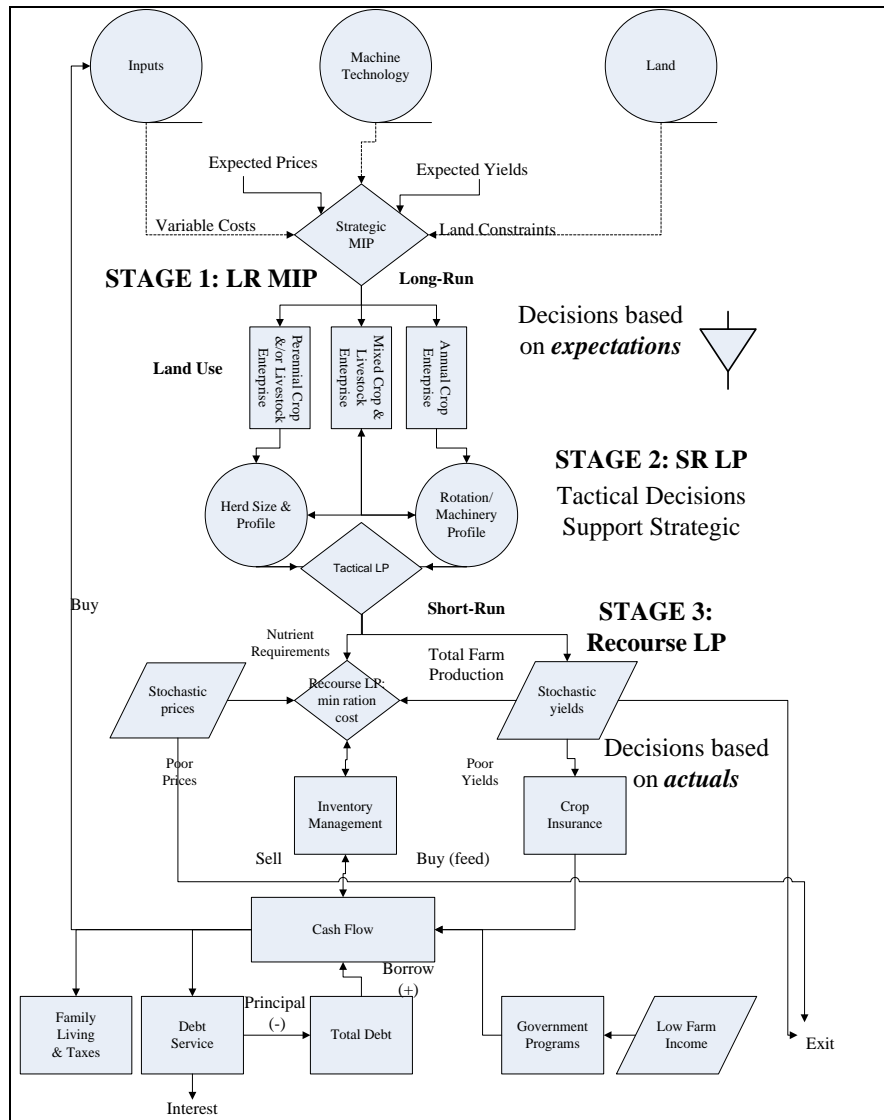 Inputs
Machine
Technology
Land
Expected Prices
Expected Yields
Variable Costs
Strategic
MIP
Land Constraints
STAGE 1: LR MIP
Long-Run
Decisions based
on expectations
Land Use
Perennial Crop
&/or Livestock
Enterprise
Mixed Crop &
Livestock
Enterprise
Annual Crop
Enterprise
STAGE 2: SR LP
Tactical Decisions
Support Strategic
Herd Size &
Profile
Rotation/
Machinery
Profile
Tactical LP
Buy
Short-Run
STAGE 3:
Recourse LP
Nutrient
Requirements
Total Farm
Production
Stochastic
prices
Recourse LP:
min ration
cost
Stochastic
yields
Poor
Prices
Poor
Yields
Decisions based
on actuals
Inventory
Management
Crop
Insurance
Sell
Buy (feed)
Cash Flow
Borrow
(+)
Principal
(-)
Family
Living
& Taxes
Debt
Service
Total Debt
Government
Programs
Low Farm
Income
Exit
Interest